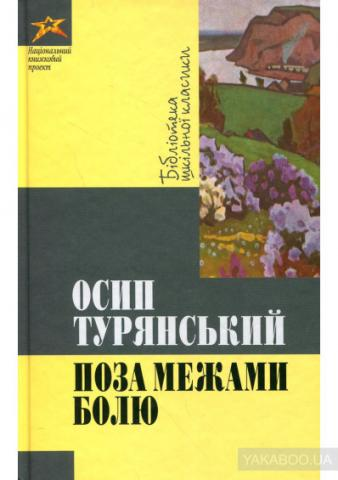 Національний
книжковий
проект
Бібліотека
шкільної класики
ОСИП
ТУРЯНСЬКИЙ
ПОЗА МЕЖАМИ
БОЛЮ
YAKABOO.UA